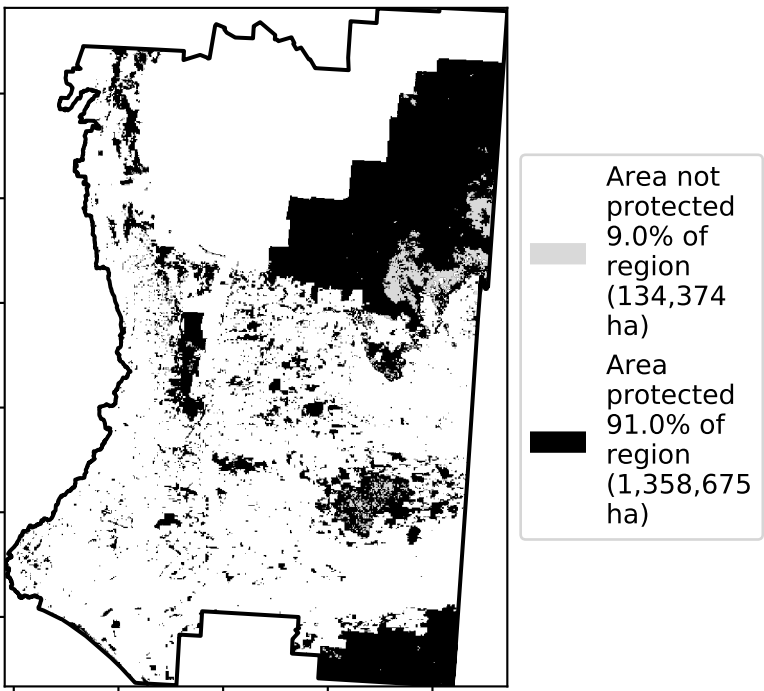 Area not
protected
9.0% of
region
(134,374
ha)
Area
protected
91.0% of
region
(1,358,675
ha)